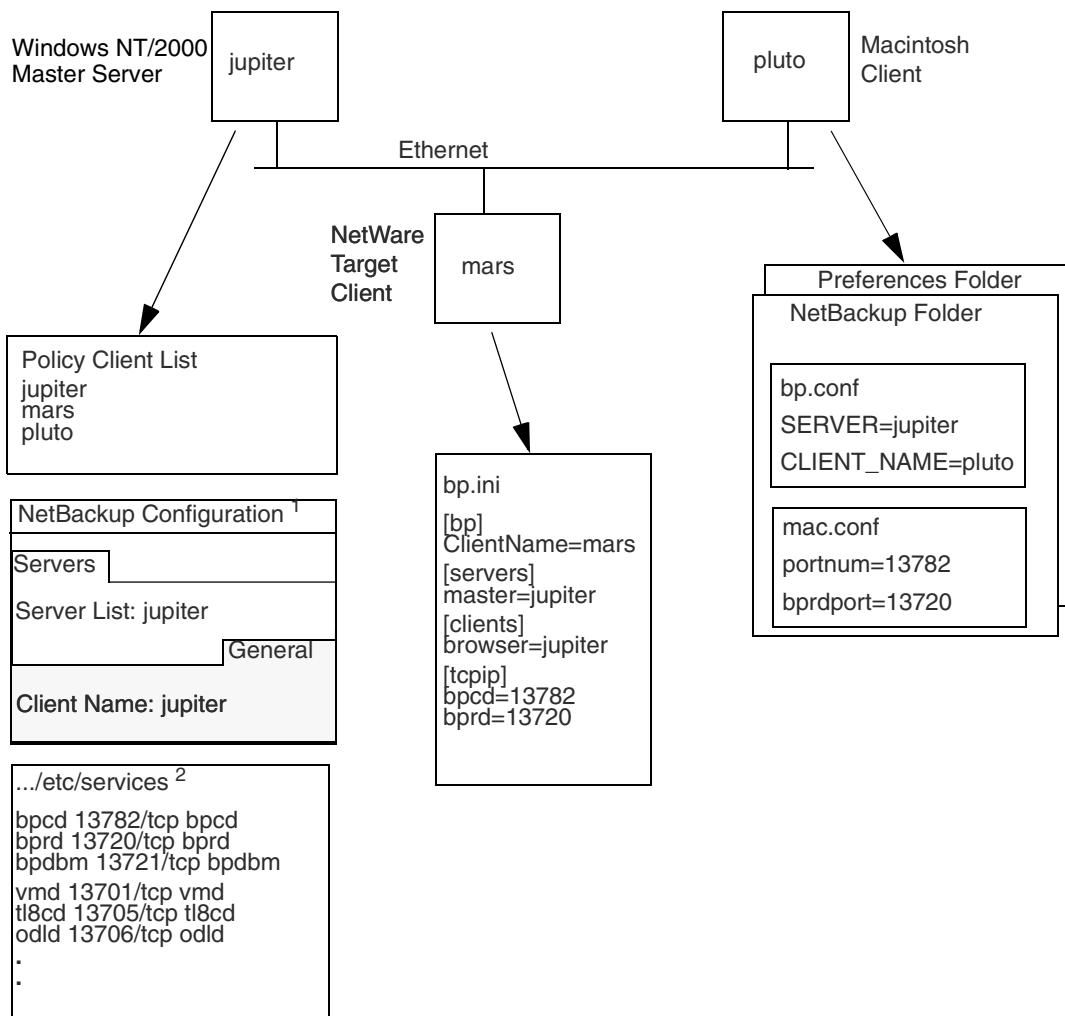 Windows NT/2000
Master Server
jupiter
pluto
Macintosh
Client
Ethernet
NetWare
Target
Client
mars
Policy Client List
jupiter
mars
pluto
NetBackup Configuration 1
Servers
Server List: jupiter
General
Client Name: jupiter
.../etc/services 2
bpcd 13782/tcp bpcd
bprd 13720/tcp bprd
bpdbm 13721/tcp bpdbm
vmd 13701/tcp vmd
tl8cd 13705/tcp tl8cd
odld 13706/tcp odld
.
.
bp.ini
[bp]
ClientName=mars
[servers]
master=jupiter
[clients]
browser=jupiter
[tcpip]
bpcd=13782
bprd=13720
Preferences Folder
NetBackup Folder
bp.conf
SERVER=jupiter
CLIENT_NAME=pluto
mac.conf
portnum=13782
bprdport=13720